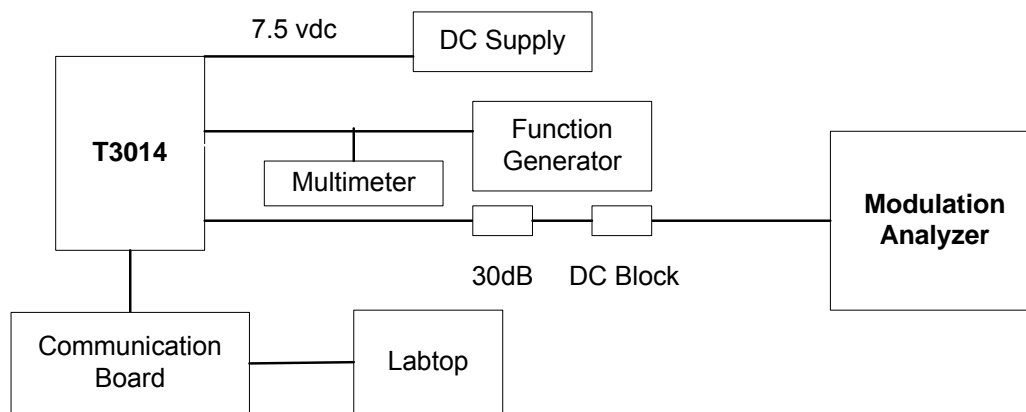 7.5 vdc
DC Supply
T3014
Function
Generator
Multimeter
Modulation
Analyzer
30dB
DC Block
Communication
Board
Labtop